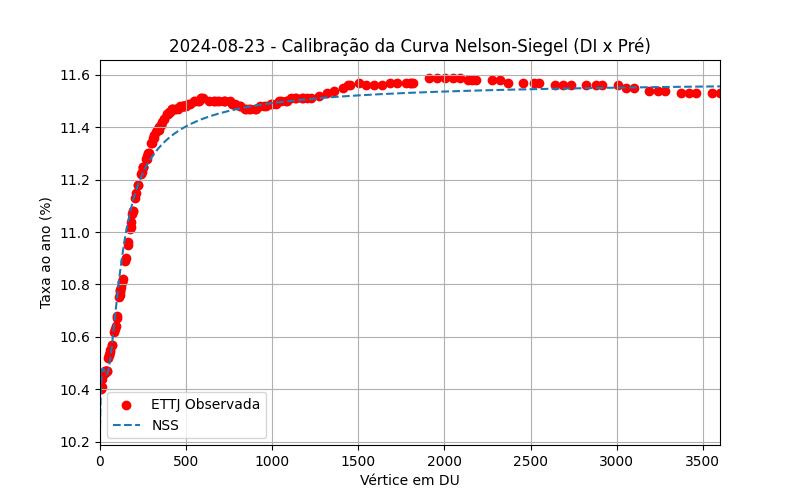 2024-08-23 - Calibração da Curva Nelson-Siegel (DI x Pré)
Taxa ao ano (%)
11.6
11.4
11.2
11.0
10.8
10.6
10.4
10.2
ETTJ Observada
NSS
0 500 1000 1500 2000 2500 3000 3500
Vértice em DU